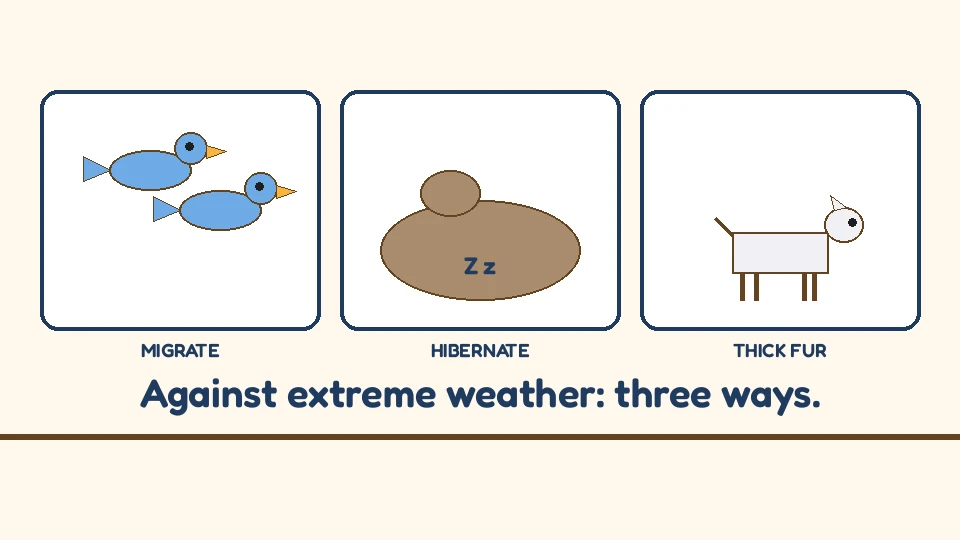 Z z
MIGRATE
HIBERNATE
THICK FUR
Against extreme weather: three ways.